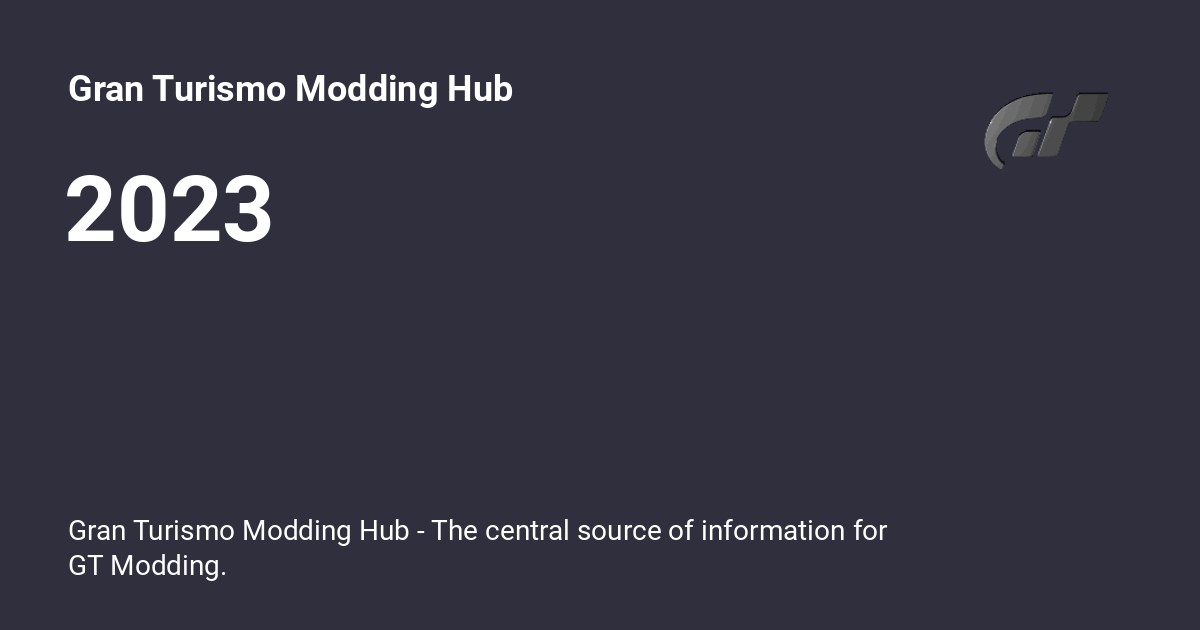 Gran Turismo Modding Hub
2023
Gran Turismo Modding Hub - The central source of information for
GT Modding.